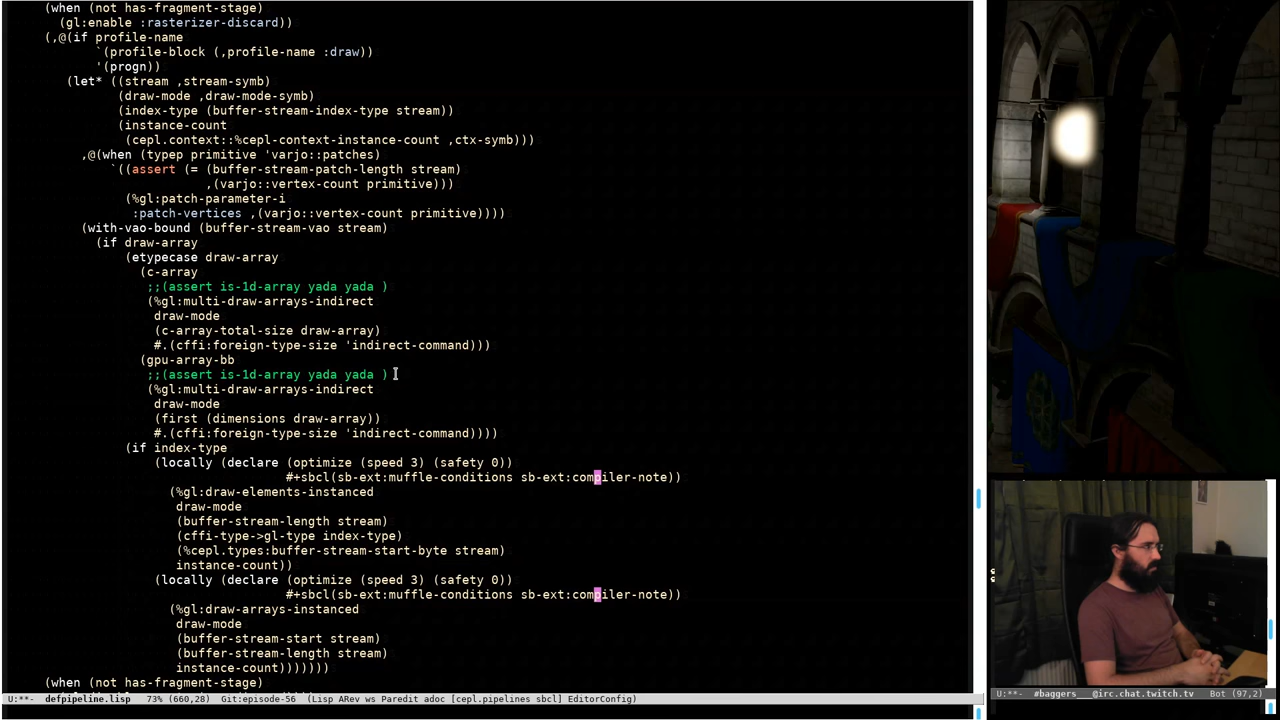 (when (not has-fragment-stage)
(gl:enable :rasterizer-discard))
(,@(if profile-name
`(profile-block (,profile-name :draw))
'(progn))
(let* ((stream ,stream-symb)
(draw-mode ,draw-mode-symb)
(index-type (buffer-stream-index-type stream))
(instance-count
(cepl.context::%cepl-context-instance-count ,ctx-symb)))
,@(when (typep primitive 'varjo::patches)
`((assert (= (buffer-stream-patch-length stream)
,(varjo::vertex-count primitive)))
(%gl:patch-parameter-i
:patch-vertices ,(varjo::vertex-count primitive))))
(with-vao-bound (buffer-stream-vao stream)
(if draw-array
(etypecase draw-array
(c-array
;;(assert is-1d-array yada yada )
(%gl:multi-draw-arrays-indirect
draw-mode
(c-array-total-size draw-array)
#.(cffi:foreign-type-size 'indirect-command)))
(gpu-array-bb
;;(assert is-1d-array yada yada )
(%gl:multi-draw-arrays-indirect
draw-mode
(first (dimensions draw-array))
#.(cffi:foreign-type-size 'indirect-command))))
(if index-type
(locally (declare (optimize (speed 3) (safety 0))
#+sbcl(sb-ext:muffle-conditions sb-ext:compiler-note))
(%gl:draw-elements-instanced
draw-mode
(buffer-stream-length stream)
(cffi-type->gl-type index-type)
(%cepl.types:buffer-stream-start-byte stream)
instance-count))
(locally (declare (optimize (speed 3) (safety 0))
#+sbcl(sb-ext:muffle-conditions sb-ext:compiler-note))
(%gl:draw-arrays-instanced
draw-mode
(buffer-stream-start stream)
(buffer-stream-length stream)
instance-count)))))))
(when (not has-fragment-stage)
U:**- defpipeline.lisp 73% (660,28) Git:episode-56 (Lisp ARev ws Paredit adoc [cepl.pipelines sbcl] EditorConfig)
U:**- #baggers___@irc.chat.twitch.tv Bot (97,2)